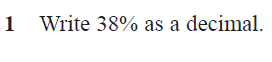 1 Write 38% as a decimal.